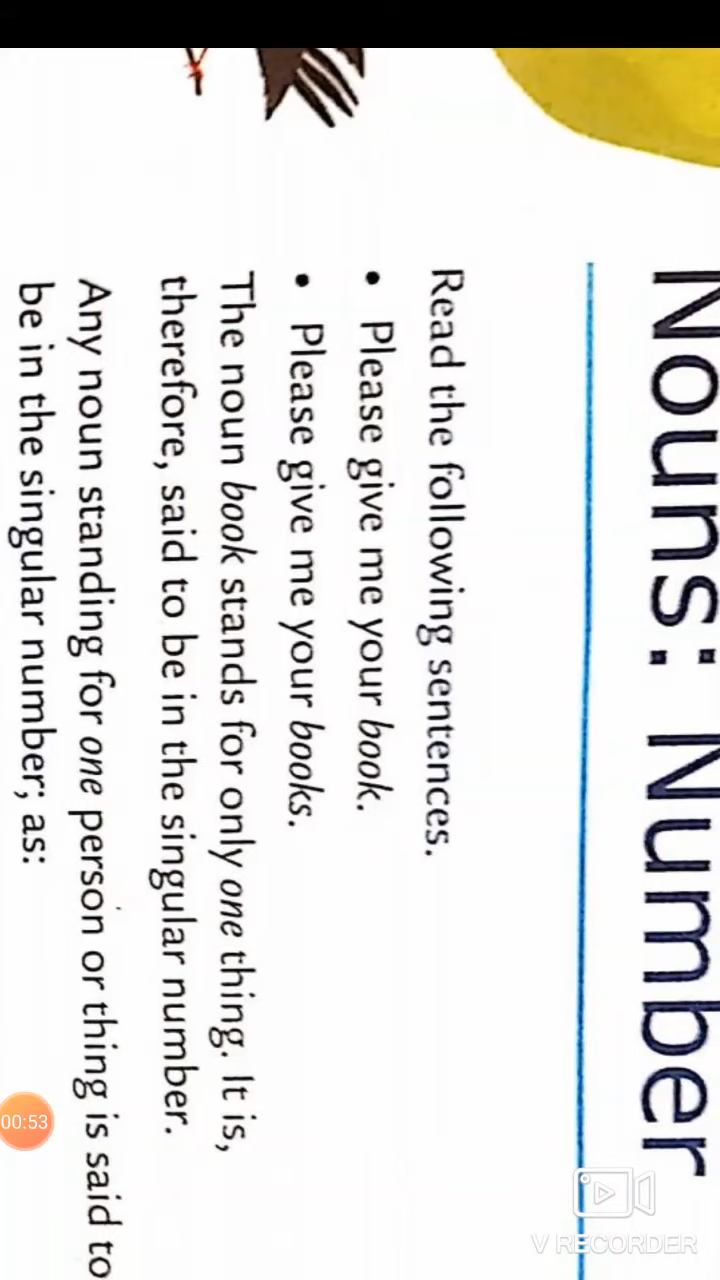 Nouns: Number
Read the following sentences.
• Please give me your book.
• Please give me your books.
The noun book stands for only one thing. It is,
therefore, said to be in the singular number.
Any noun standing for one person or thing is said to
be in the singular number; as:
00:53
V RECORDER